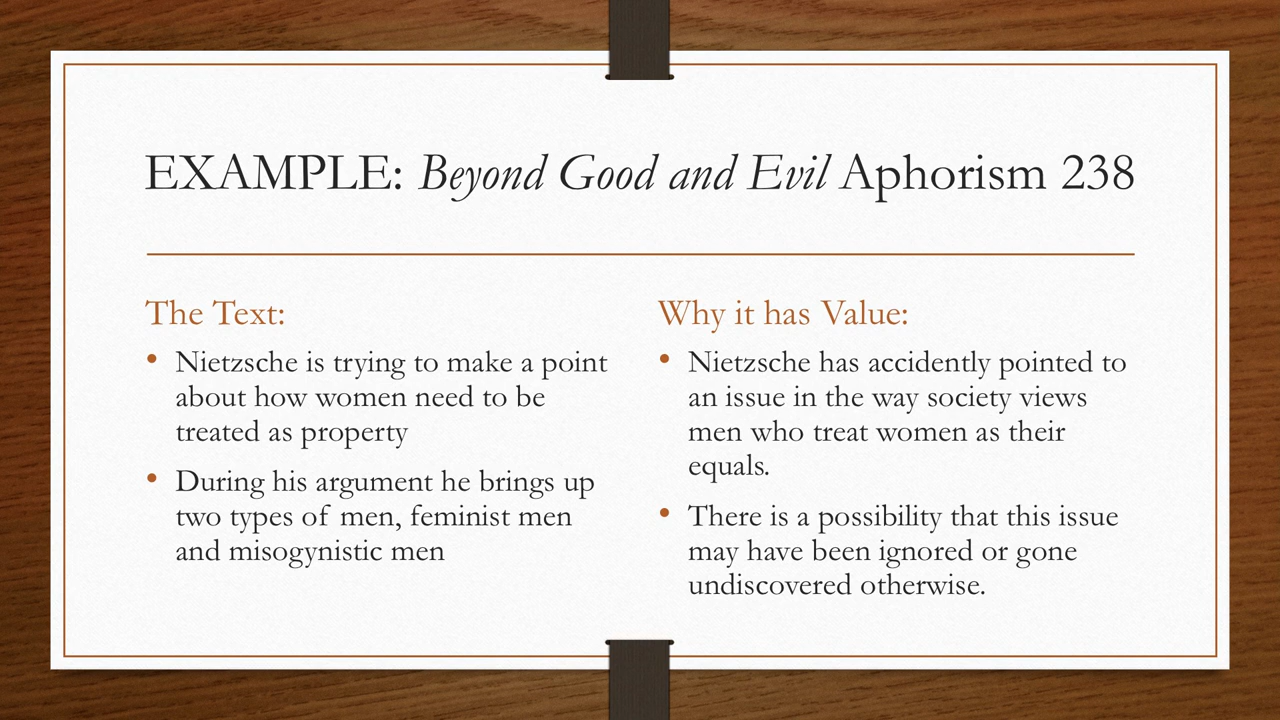 EXAMPLE: Beyond Good and Evil Aphorism 238
The Text:
• Nietzsche is trying to make a point
about how women need to be
treated as property
• During his argument he brings up
two types of men, feminist men
and misogynistic men
Why it has Value:
• Nietzsche has accidently pointed to
an issue in the way society views
men who treat women as their
equals.
• There is a possibility that this issue
may have been ignored or gone
undiscovered otherwise.